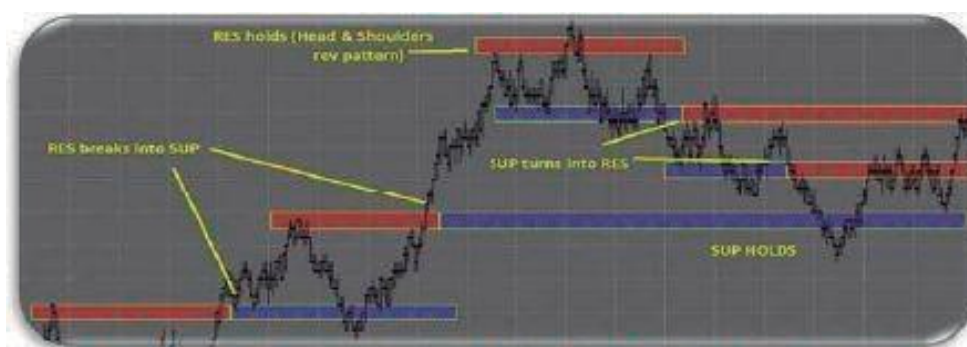 RES holds (Head & Shoulders
rev pattern)
RES breaks into SUP
SUP turns into RES
SUP HOLDS